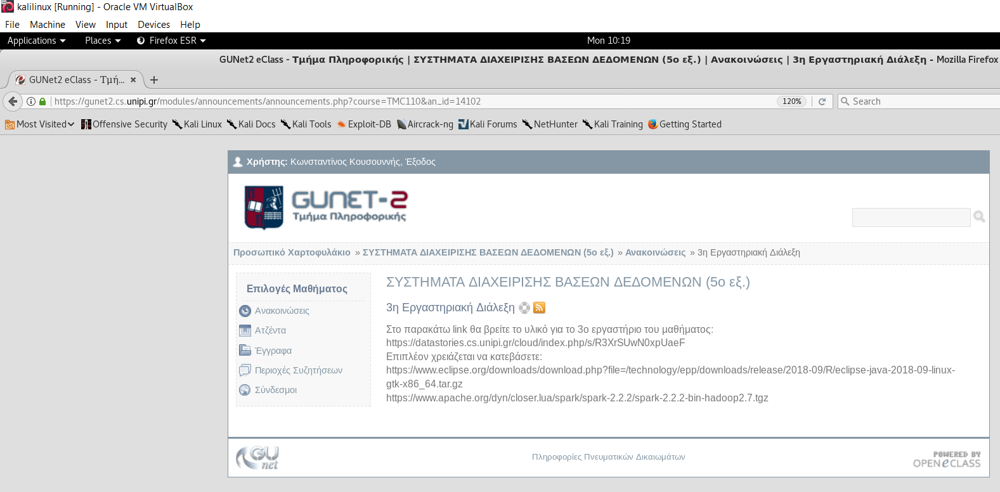 kalilinux [Running] - Oracle VM VirtualBox
File Machine View Input Devices Help
Applications Places Firefox ESR Mon 10:19
GUNet2 eClass - Τμήμα Πληροφορικής | ΣΥΣΤΗΜΑΤΑ ΔΙΑΧΕΙΡΙΣΗΣ ΒΑΣΕΩΝ ΔΕΔΟΜΕΝΩΝ (5ο εξ.) | Ανακοινώσεις | 3η Εργαστηριακή Διάλεξη - Mozilla Firefox
GUNet2 eClass - Τμή...
https://gunet2.cs.unipi.gr/modules/announcements/announcements.php?course=TMC110&an_id=14102 120% Search
Most Visited Offensive Security Kali Linux Kali Docs Kali Tools Exploit-DB Aircrack-ng Kali Forums NetHunter Kali Training Getting Started
Χρήστης: Κωνσταντίνος Κουσουννής, Έξοδος
GUNET-2
Τμήμα Πληροφορικής
Προσωπικό Χαρτοφυλάκιο » ΣΥΣΤΗΜΑΤΑ ΔΙΑΧΕΙΡΙΣΗΣ ΒΑΣΕΩΝ ΔΕΔΟΜΕΝΩΝ (5ο εξ.) » Ανακοινώσεις » 3η Εργαστηριακή Διάλεξη
Επιλογές Μαθήματος
Ανακοινώσεις
Ατζέντα
Έγγραφα
Περιοχές Συζητήσεων
Σύνδεσμοι
ΣΥΣΤΗΜΑΤΑ ΔΙΑΧΕΙΡΙΣΗΣ ΒΑΣΕΩΝ ΔΕΔΟΜΕΝΩΝ (5ο εξ.)
3η Εργαστηριακή Διάλεξη
Στο παρακάτω link θα βρείτε το υλικό για το 3ο εργαστήριο του μαθήματος:
https://datastories.cs.unipi.gr/cloud/index.php/s/R3XrSUwN0xpUaeF
Επιπλέον χρειάζεται να κατεβάσετε:
https://www.eclipse.org/downloads/download.php?file=/technology/epp/downloads/release/2018-09/R/eclipse-java-2018-09-linux-
gtk-x86_64.tar.gz
https://www.apache.org/dyn/closer.lua/spark/spark-2.2.2/spark-2.2.2-bin-hadoop2.7.tgz
GU
net
Πληροφορίες Πνευματικών Δικαιωμάτων
POWERED BY
OPENeCLASS